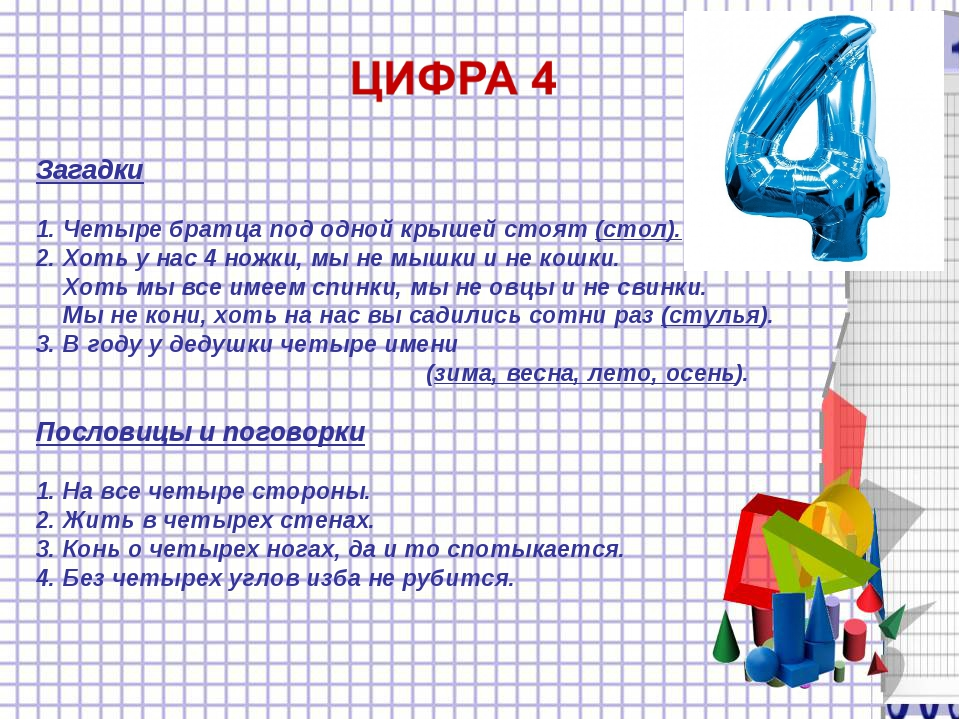 ЦИФРА 4
Загадки
1. Четыре братца под одной крышей стоят (стол).
2. Хоть у нас 4 ножки, мы не мышки и не кошки.
Хоть мы все имеем спинки, мы не овцы и не свинки.
Мы не кони, хоть на нас вы садились сотни раз (стулья).
3. В году у дедушки четыре имени
(зима, весна, лето, осень).
Пословицы и поговорки
1. На все четыре стороны.
2. Жить в четырех стенах.
3. Конь о четырех ногах, да и то спотыкается.
4. Без четырех углов изба не рубится.
4